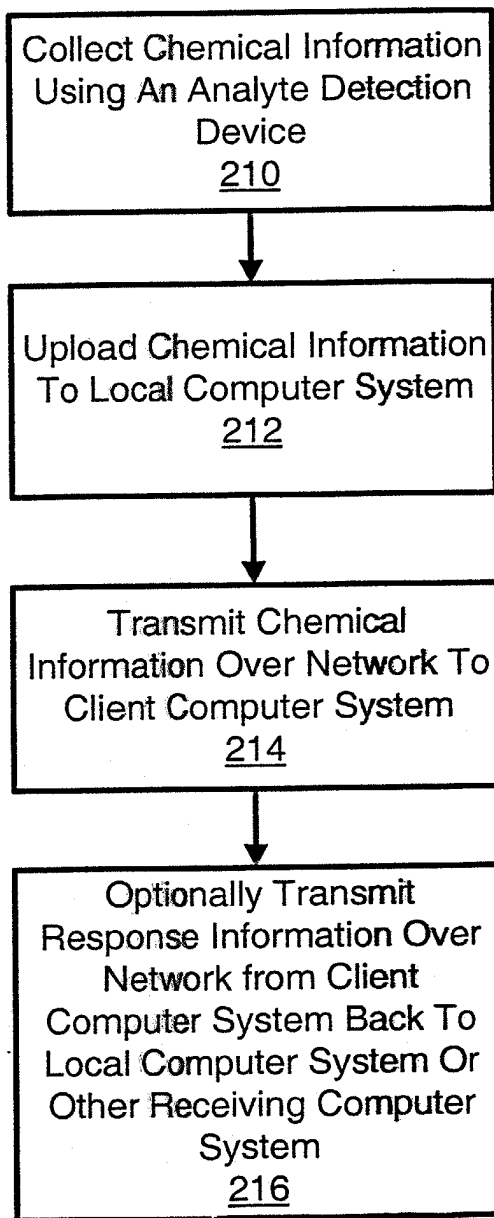 Collect Chemical Information
Using An Analyte Detection
Device
210
Upload Chemical Information
To Local Computer System
212
Transmit Chemical
Information Over Network To
Client Computer System
214
Optionally Transmit
Response Information Over
Network from Client
Computer System Back To
Local Computer System Or
Other Receiving Computer
System
216